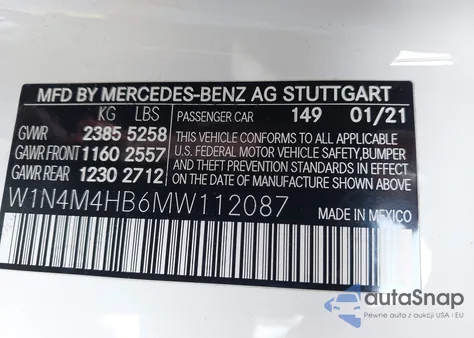 MFD BY MERCEDES-BENZ AG STUTTGART
KG LBS PASSENGER CAR 149 01/21
GVWR 2385 5258 THIS VEHICLE CONFORMS TO ALL APPLICABLE
GAWR FRONT 1160 2557 U.S. FEDERAL MOTOR VEHICLE SAFETY,BUMPER
GAWR REAR 1230 2712 AND THEFT PREVENTION STANDARDS IN EFFECT
ON THE DATE OF MANUFACTURE SHOWN ABOVE.
W1N4M4HB6MW112087
MADE IN MEXICO
autaSnap
Pewne auta z aukcji USA i EU